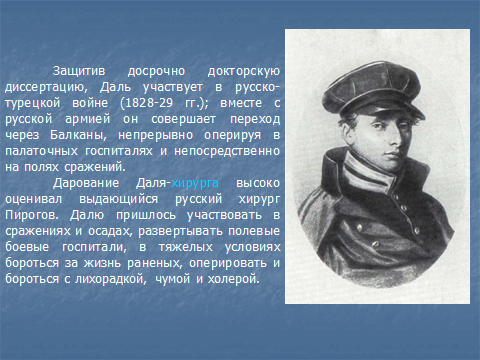 Защитив досрочно докторскую
диссертацию, Даль участвует в русско-
турецкой войне (1828-29 гг.); вместе с
русской армией он совершает переход
через Балканы, непрерывно оперируя в
палаточных госпиталях и непосредственно
на полях сражений.
Дарование Даля-хирурга высоко
оценивал выдающийся русский хирург
Пирогов. Далю пришлось участвовать в
сражениях и осадах, развертывать полевые
боевые госпитали, в тяжелых условиях
бороться за жизнь раненых, оперировать и
бороться с лихорадкой, чумой и холерой.